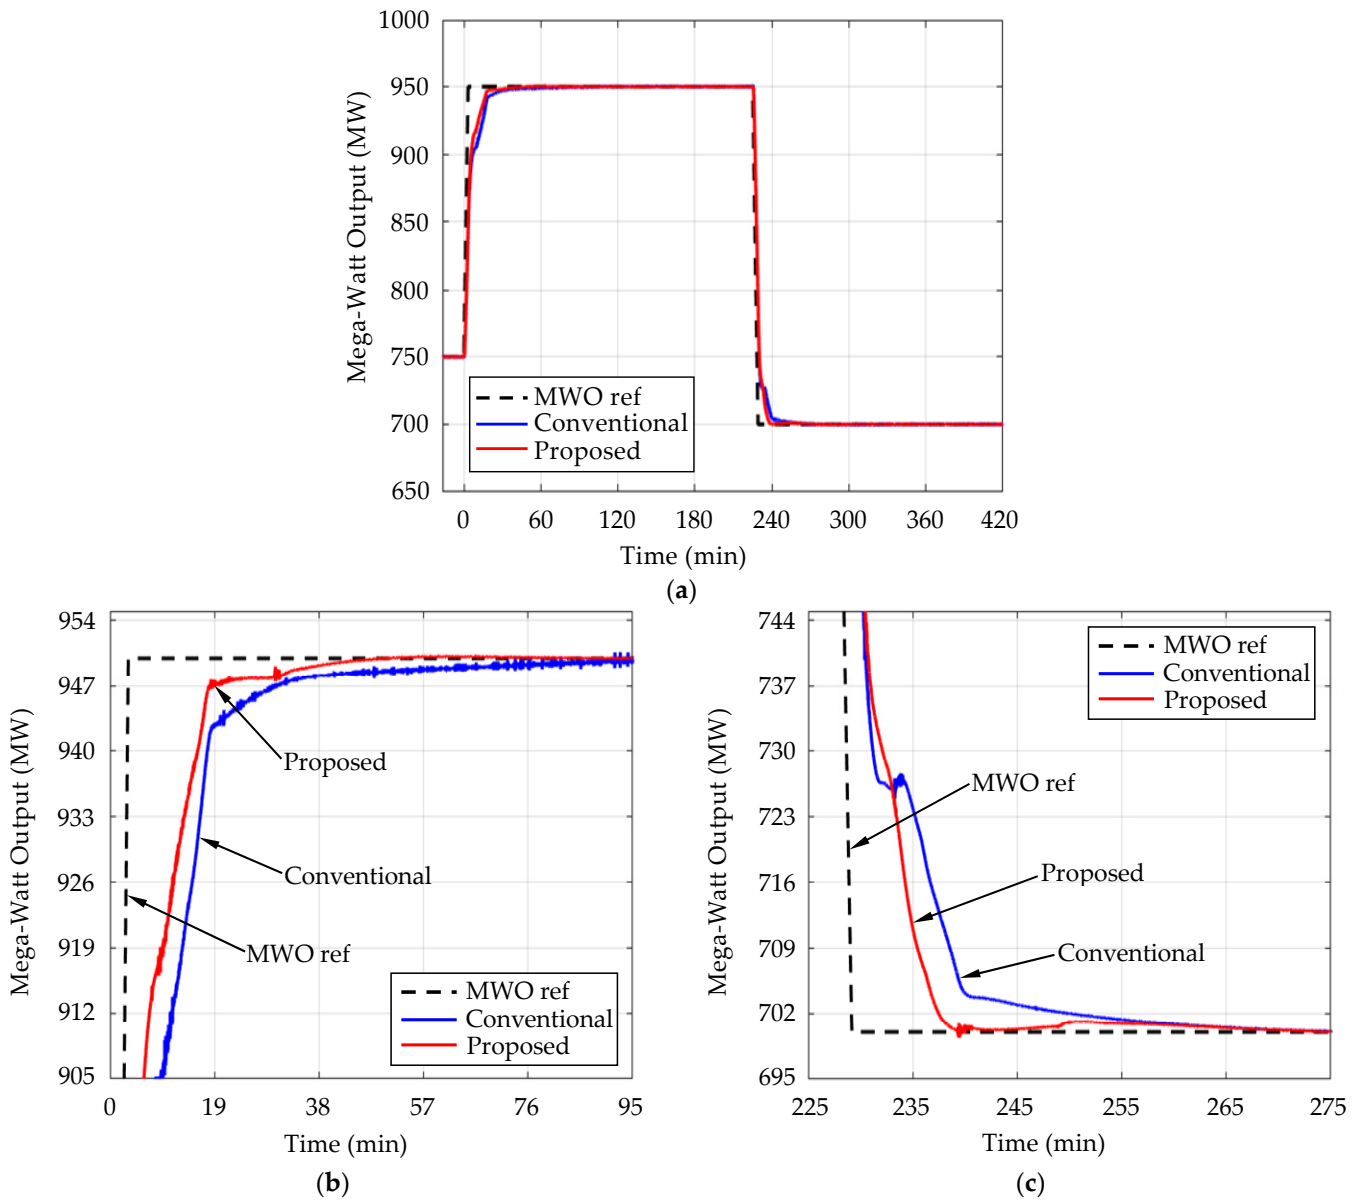 1000
950
900
850
800
750
700
650
Mega-Watt Output (MW)
MWO ref
Conventional
Proposed
0 60 120 180 240 300 360 420
Time (min)
(a)
954
947
940
933
926
919
912
905
Mega-Watt Output (MW)
Proposed
Conventional
MWO ref
MWO ref
Conventional
Proposed
0 19 38 57 76 95
Time (min)
(b)
744
737
730
723
716
709
702
695
Mega-Watt Output (MW)
MWO ref
Conventional
Proposed
MWO ref
Proposed
Conventional
225 235 245 255 265 275
Time (min)
(c)